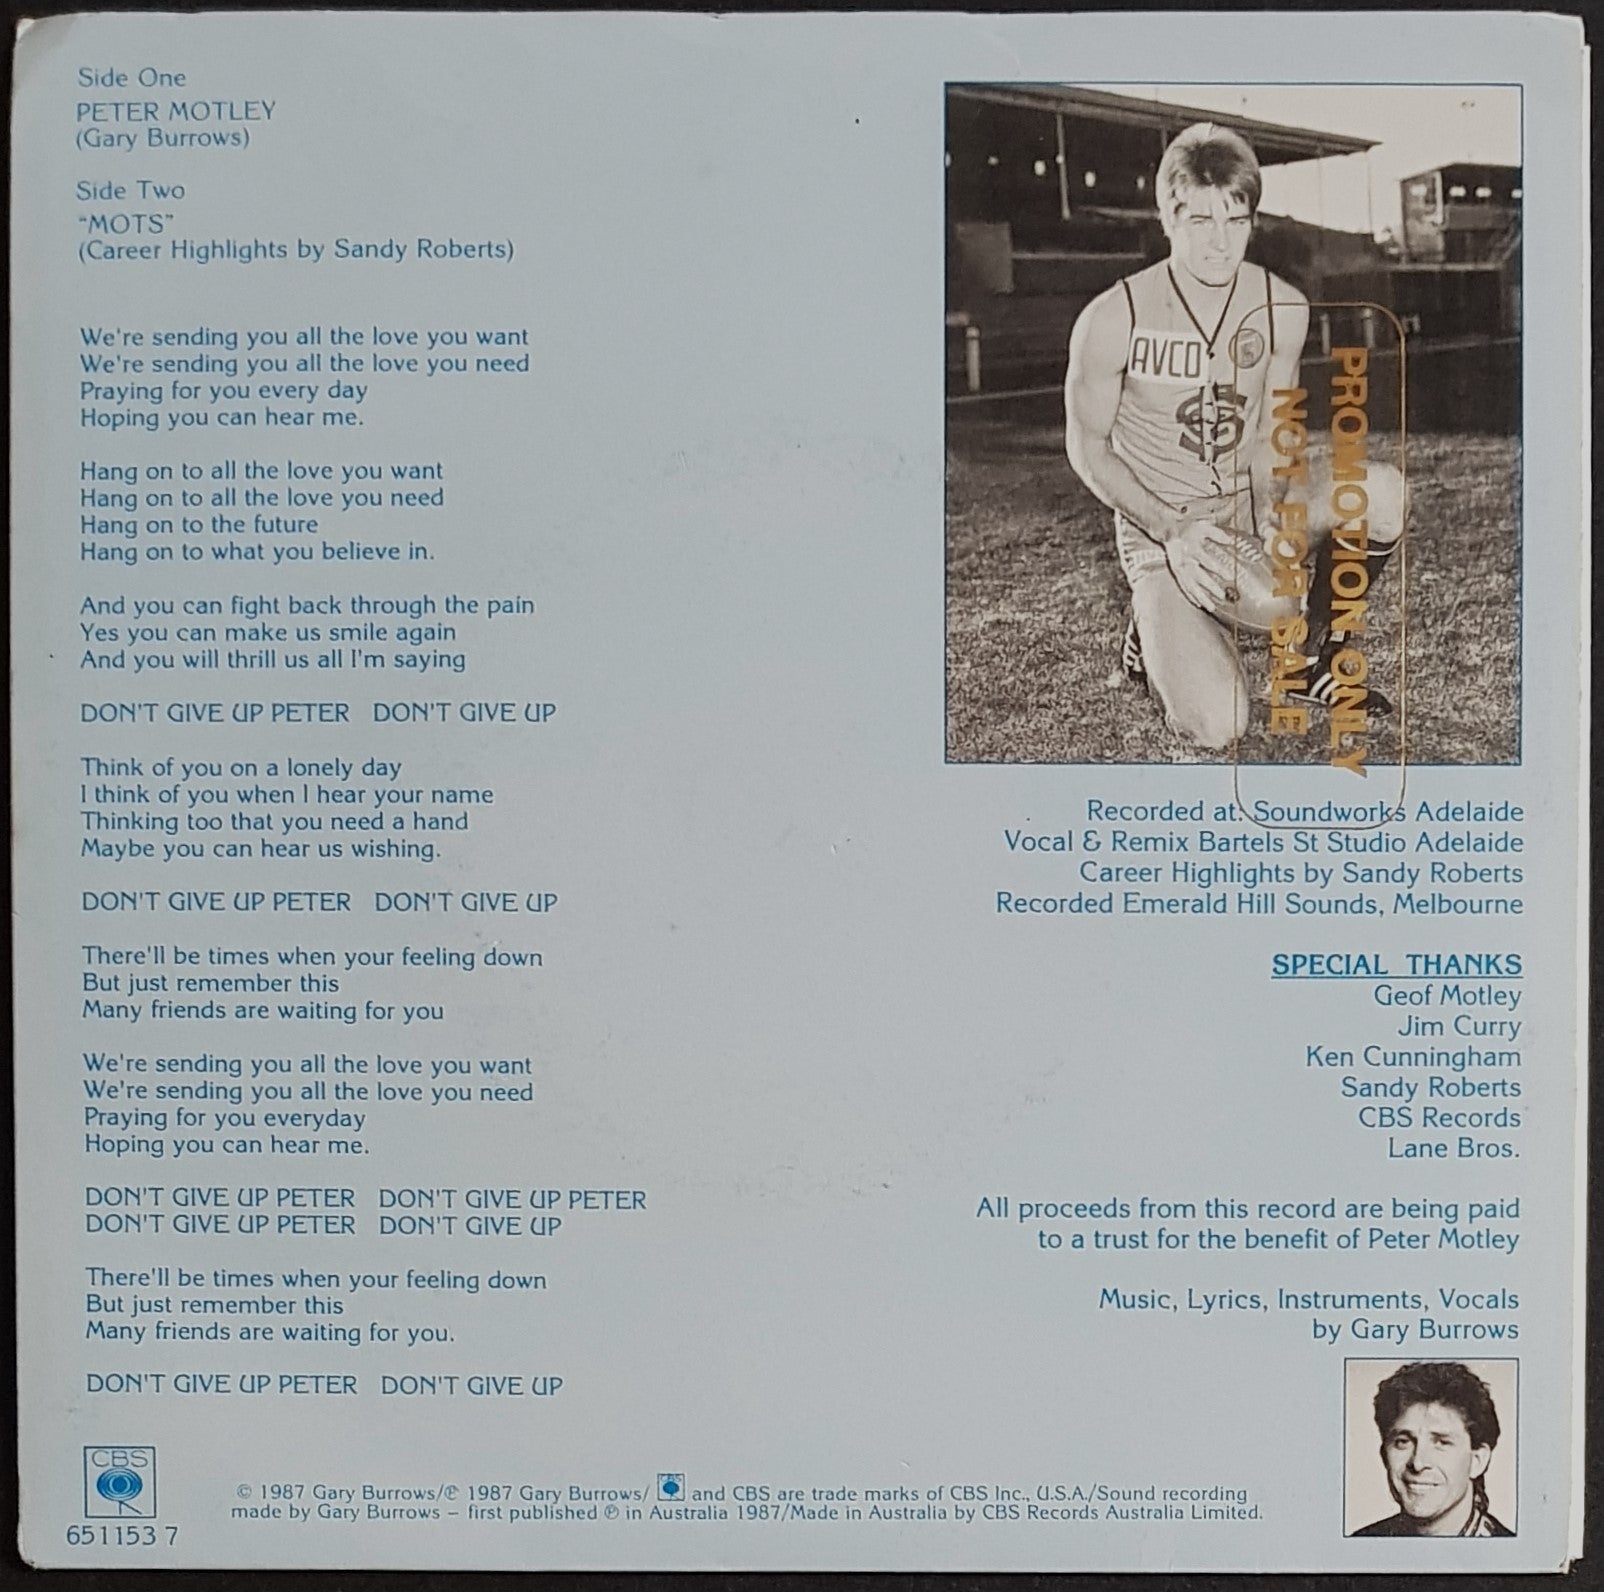 Side One
PETER MOTLEY
(Gary Burrows)
Side Two
"MOTS"
(Career Highlights by Sandy Roberts)
We're sending you all the love you want
We're sending you all the love you need
Praying for you every day
Hoping you can hear me.
Hang on to all the love you want
Hang on to all the love you need
Hang on to the future
Hang on to what you believe in.
And you can fight back through the pain
Yes you can make us smile again
And you will thrill us all I'm saying
DON'T GIVE UP PETER DON'T GIVE UP
Think of you on a lonely day
I think of you when I hear your name
Thinking too that you need a hand
Maybe you can hear us wishing.
DON'T GIVE UP PETER DON'T GIVE UP
There'll be times when your feeling down
But just remember this
Many friends are waiting for you
We're sending you all the love you want
We're sending you all the love you need
Praying for you everyday
Hoping you can hear me.
DON'T GIVE UP PETER DON'T GIVE UP PETER
DON'T GIVE UP PETER DON'T GIVE UP
There'll be times when your feeling down
But just remember this
Many friends are waiting for you.
DON'T GIVE UP PETER DON'T GIVE UP
AVCO
PROMOTION ONLY
NOT FOR SALE
Recorded at: Soundworks Adelaide
Vocal & Remix Bartels St Studio Adelaide
Career Highlights by Sandy Roberts
Recorded Emerald Hill Sounds, Melbourne
SPECIAL THANKS
Geof Motley
Jim Curry
Ken Cunningham
Sandy Roberts
CBS Records
Lane Bros.
All proceeds from this record are being paid
to a trust for the benefit of Peter Motley
Music, Lyrics, Instruments, Vocals
by Gary Burrows
CBS
651153 7
© 1987 Gary Burrows/℗ 1987 Gary Burrows/ CBS and CBS are trade marks of CBS Inc., U.S.A./Sound recording
made by Gary Burrows – first published ℗ in Australia 1987/Made in Australia by CBS Records Australia Limited.